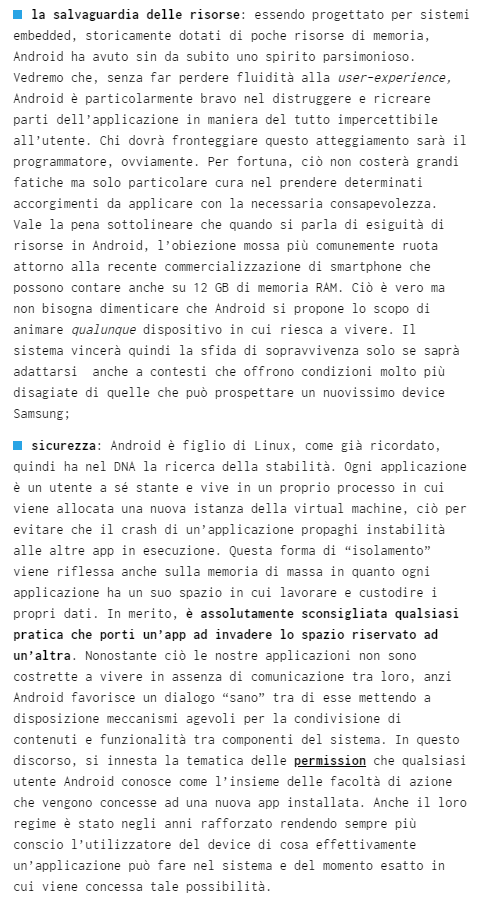 la salvaguardia delle risorse: essendo progettato per sistemi
embedded, storicamente dotati di poche risorse di memoria,
Android ha avuto sin da subito uno spirito parsimonioso.
Vedremo che, senza far perdere fluidità alla user-experience,
Android è particolarmente bravo nel distruggere e ricreare
parti dell’applicazione in maniera del tutto impercettibile
all’utente. Chi dovrà fronteggiare questo atteggiamento sarà il
programmatore, ovviamente. Per fortuna, ciò non costerà grandi
fatiche ma solo particolare cura nel prendere determinati
accorgimenti da applicare con la necessaria consapevolezza.
Vale la pena sottolineare che quando si parla di esiguità di
risorse in Android, l’obiezione mossa più comunemente ruota
attorno alla recente commercializzazione di smartphone che
possono contare anche su 12 GB di memoria RAM. Ciò è vero ma
non bisogna dimenticare che Android si propone lo scopo di
animare qualunque dispositivo in cui riesca a vivere. Il
sistema vincerà quindi la sfida di sopravvivenza solo se saprà
adattarsi  anche a contesti che offrono condizioni molto più
disagiate di quelle che può prospettare un nuovissimo device
Samsung;
sicurezza: Android è figlio di Linux, come già ricordato,
quindi ha nel DNA la ricerca della stabilità. Ogni applicazione
è un utente a sé stante e vive in un proprio processo in cui
viene allocata una nuova istanza della virtual machine, ciò per
evitare che il crash di un’applicazione propaghi instabilità
alle altre app in esecuzione. Questa forma di “isolamento”
viene riflessa anche sulla memoria di massa in quanto ogni
applicazione ha un suo spazio in cui lavorare e custodire i
propri dati. In merito, è assolutamente sconsigliata qualsiasi
pratica che porti un’app ad invadere lo spazio riservato ad
un’altra. Nonostante ciò le nostre applicazioni non sono
costrette a vivere in assenza di comunicazione tra loro, anzi
Android favorisce un dialogo “sano” tra di esse mettendo a
disposizione meccanismi agevoli per la condivisione di
contenuti e funzionalità tra componenti del sistema. In questo
discorso, si innesta la tematica delle permission che qualsiasi
utente Android conosce come l’insieme delle facoltà di azione
che vengono concesse ad una nuova app installata. Anche il loro
regime è stato negli anni rafforzato rendendo sempre più
conscio l’utilizzatore del device di cosa effettivamente
un’applicazione può fare nel sistema e del momento esatto in
cui viene concessa tale possibilità.